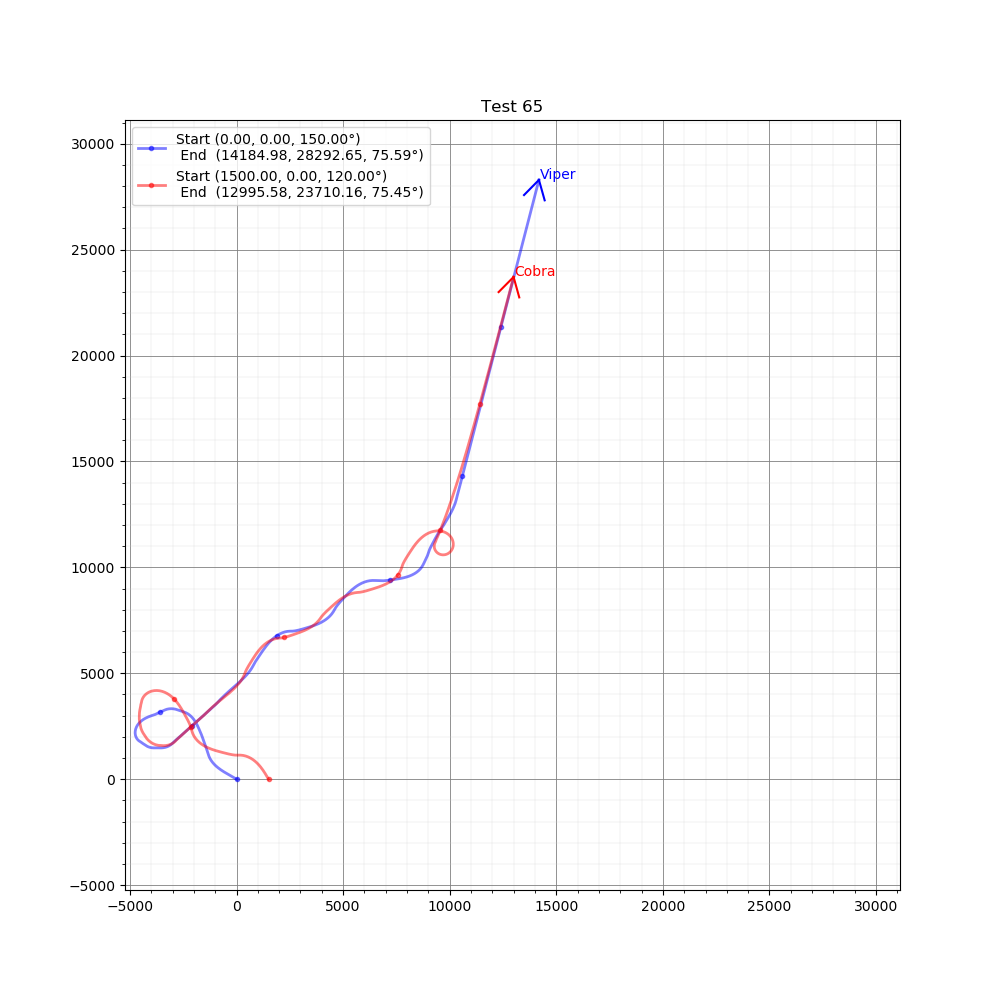 Test 65
Start (0.00, 0.00, 150.00°)
End (14184.98, 28292.65, 75.59°)
Start (1500.00, 0.00, 120.00°)
End (12995.58, 23710.16, 75.45°)
Viper
Cobra
30000
25000
20000
15000
10000
5000
0
−5000
−5000 0 5000 10000 15000 20000 25000 30000